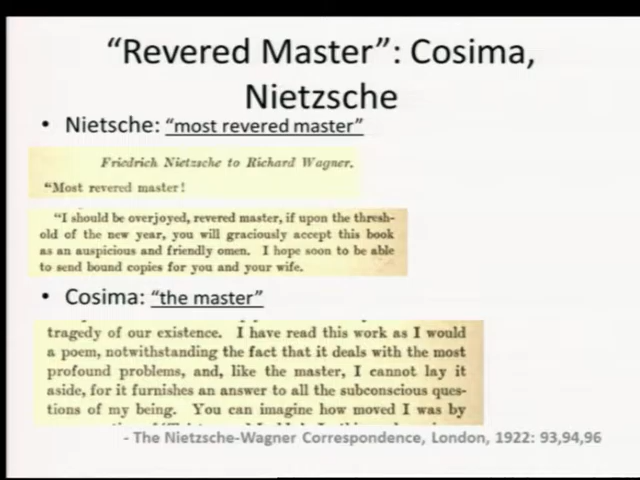 “Revered Master”: Cosima,
Nietzsche
• Nietsche: “most revered master”
Friedrich Nietzsche to Richard Wagner.
“Most revered master!
“I should be overjoyed, revered master, if upon the thresh-
old of the new year, you will graciously accept this book
as an auspicious and friendly omen. I hope soon to be able
to send bound copies for you and your wife.
• Cosima: “the master”
tragedy of our existence. I have read this work as I would
a poem, notwithstanding the fact that it deals with the most
profound problems, and, like the master, I cannot lay it
aside, for it furnishes an answer to all the subconscious ques-
tions of my being. You can imagine how moved I was by
- The Nietzsche-Wagner Correspondence, London, 1922: 93,94,96